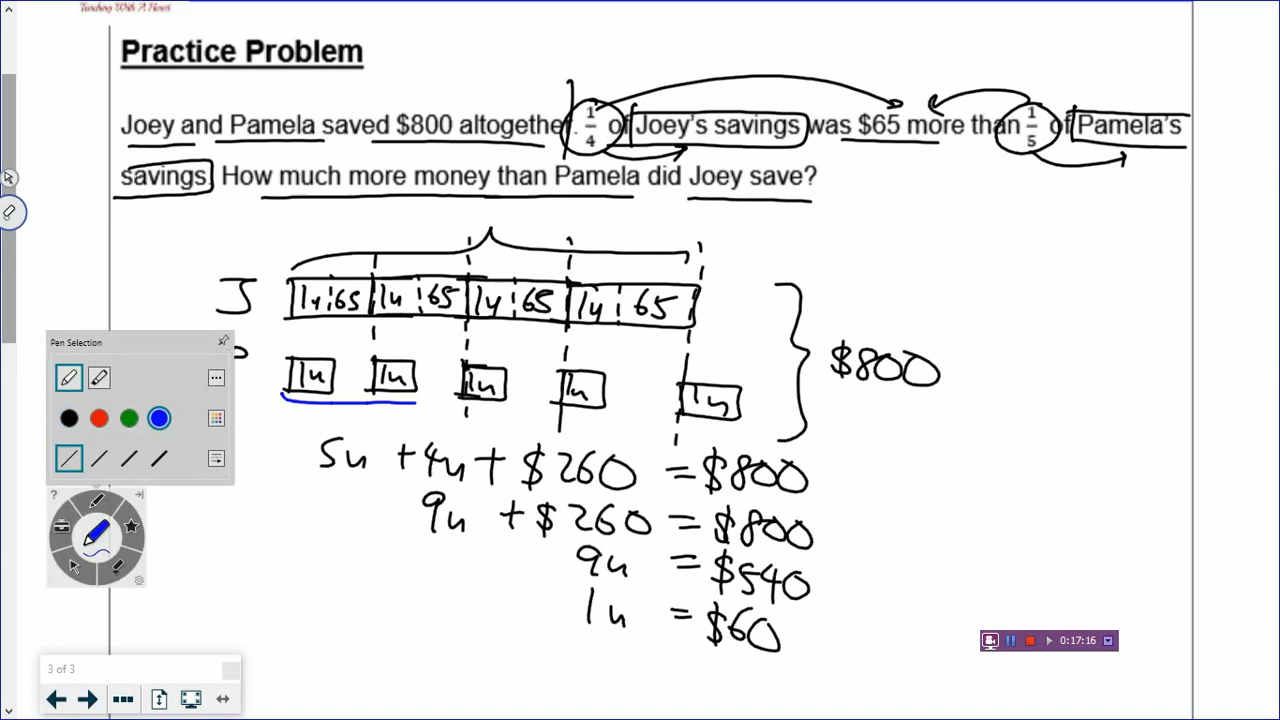 Teaching With A Heart
Practice Problem
Joey and Pamela saved $800 altogether. 1/4 of Joey's savings was $65 more than 1/5 of Pamela's
savings. How much more money than Pamela did Joey save?
J 1u 65 1u 65 1u 65 1u 65
1u 1u 1u 1u 1u
$800
5u + 4u + $260 = $800
9u + $260 = $800
9u = $540
1u = $60
Pen Selection
?
3 of 3
0:17:16